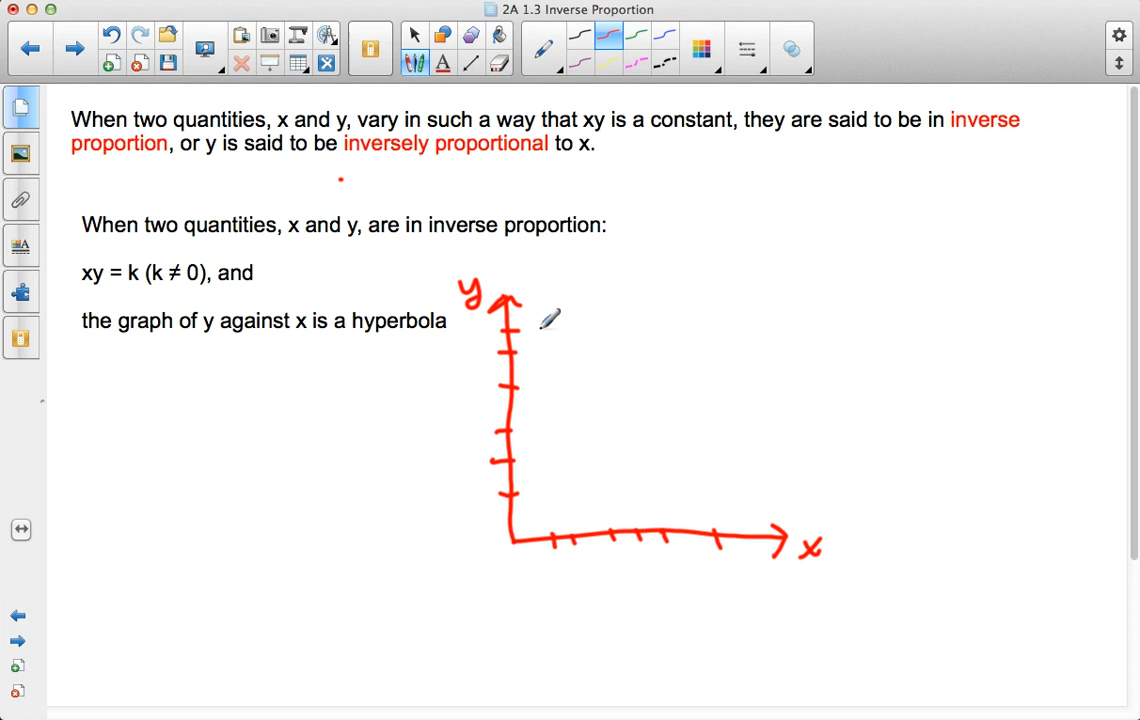 2A 1.3 Inverse Proportion
When two quantities, x and y, vary in such a way that xy is a constant, they are said to be in inverse
proportion, or y is said to be inversely proportional to x.
When two quantities, x and y, are in inverse proportion:
xy = k (k ≠ 0), and
y
the graph of y against x is a hyperbola
x